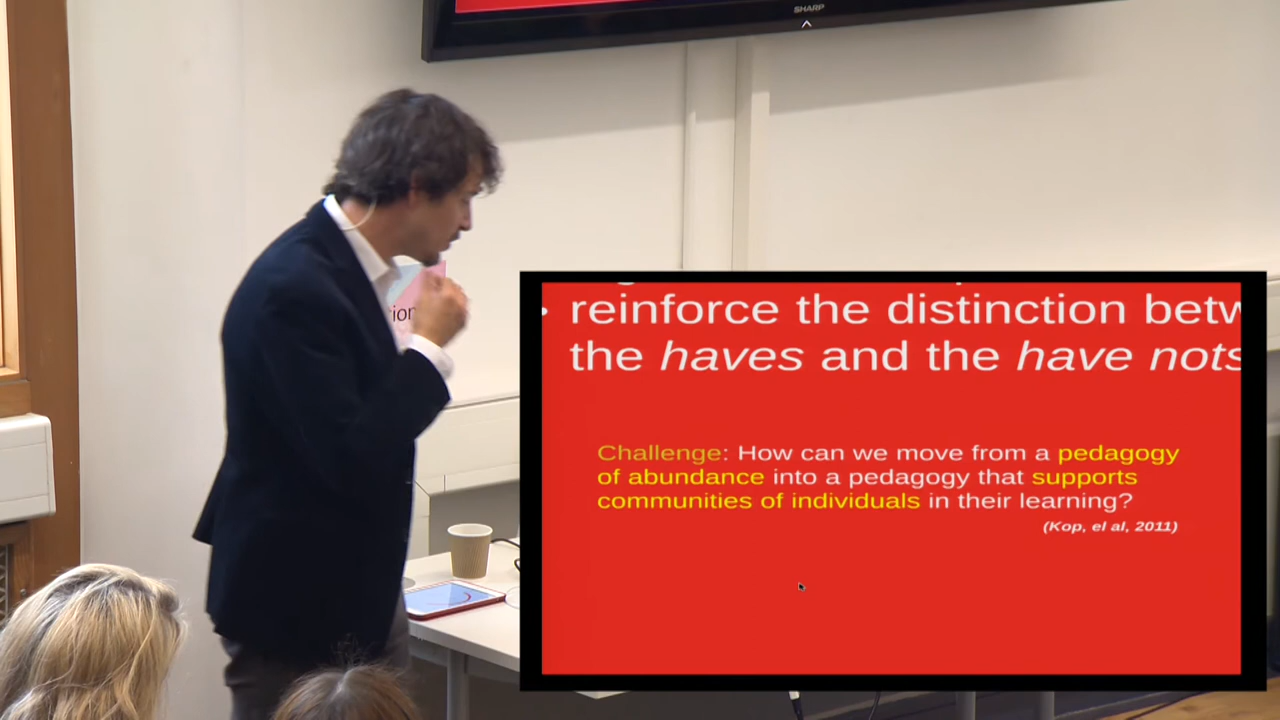 SHARP
tion
reinforce the distinction betw
the haves and the have nots
Challenge: How can we move from a pedagogy
of abundance into a pedagogy that supports
communities of individuals in their learning?
(Kop, el al, 2011)